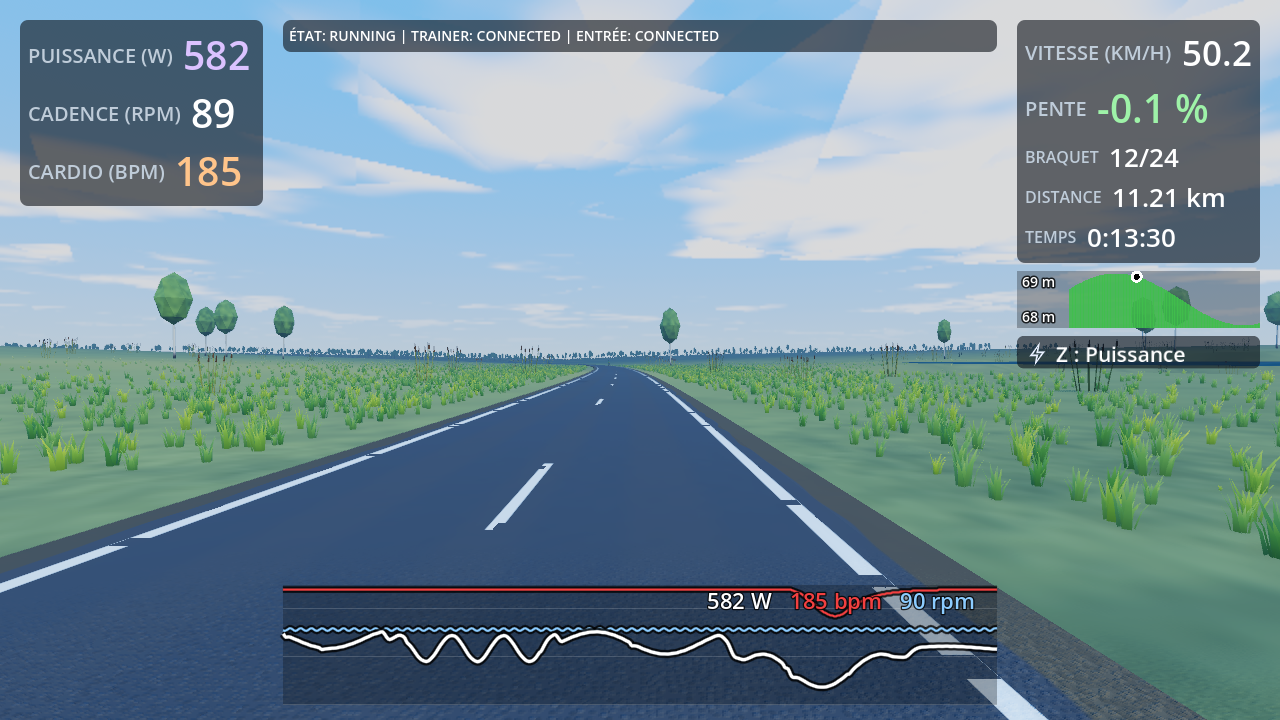 PUISSANCE (W) 582
CADENCE (RPM) 89
CARDIO (BPM) 185
ÉTAT: RUNNING | TRAINER: CONNECTED | ENTRÉE: CONNECTED
VITESSE (KM/H) 50.2
PENTE -0.1 %
BRAQUET 12/24
DISTANCE 11.21 km
TEMPS 0:13:30
69 m
68 m
Z : Puissance
582 W 185 bpm 90 rpm